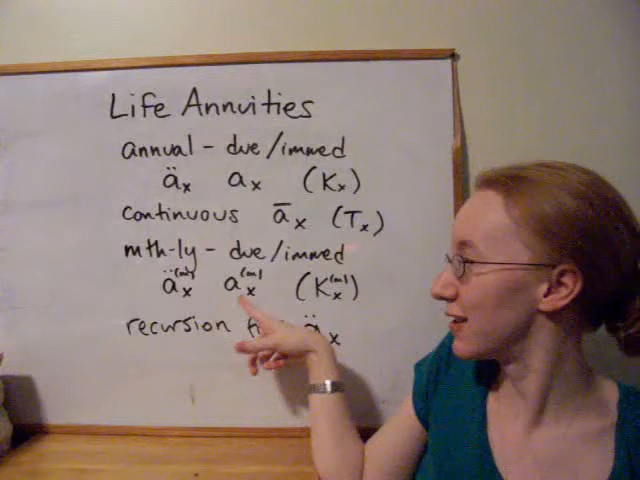 Life Annuities
annual - due/immed
äₓ aₓ (Kₓ)
continuous āₓ (Tₓ)
mth-ly - due/immed
äₓ⁽ᵐ⁾ aₓ⁽ᵐ⁾ (Kₓ⁽ᵐ⁾)
recursion äₓ